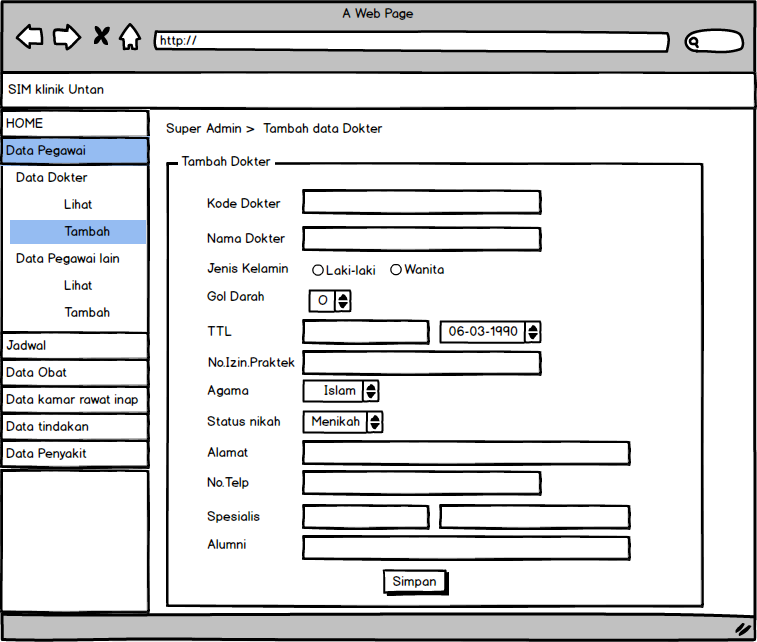 A Web Page
http://
SIM klinik Untan
HOME
Data Pegawai
Data Dokter
Lihat
Tambah
Data Pegawai lain
Lihat
Tambah
Jadwal
Data Obat
Data kamar rawat inap
Data tindakan
Data Penyakit
Super Admin > Tambah data Dokter
Tambah Dokter
Kode Dokter
Nama Dokter
Jenis Kelamin Laki-laki Wanita
Gol Darah O
TTL 06-03-1990
No.Izin.Praktek
Agama Islam
Status nikah Menikah
Alamat
No.Telp
Spesialis
Alumni
Simpan